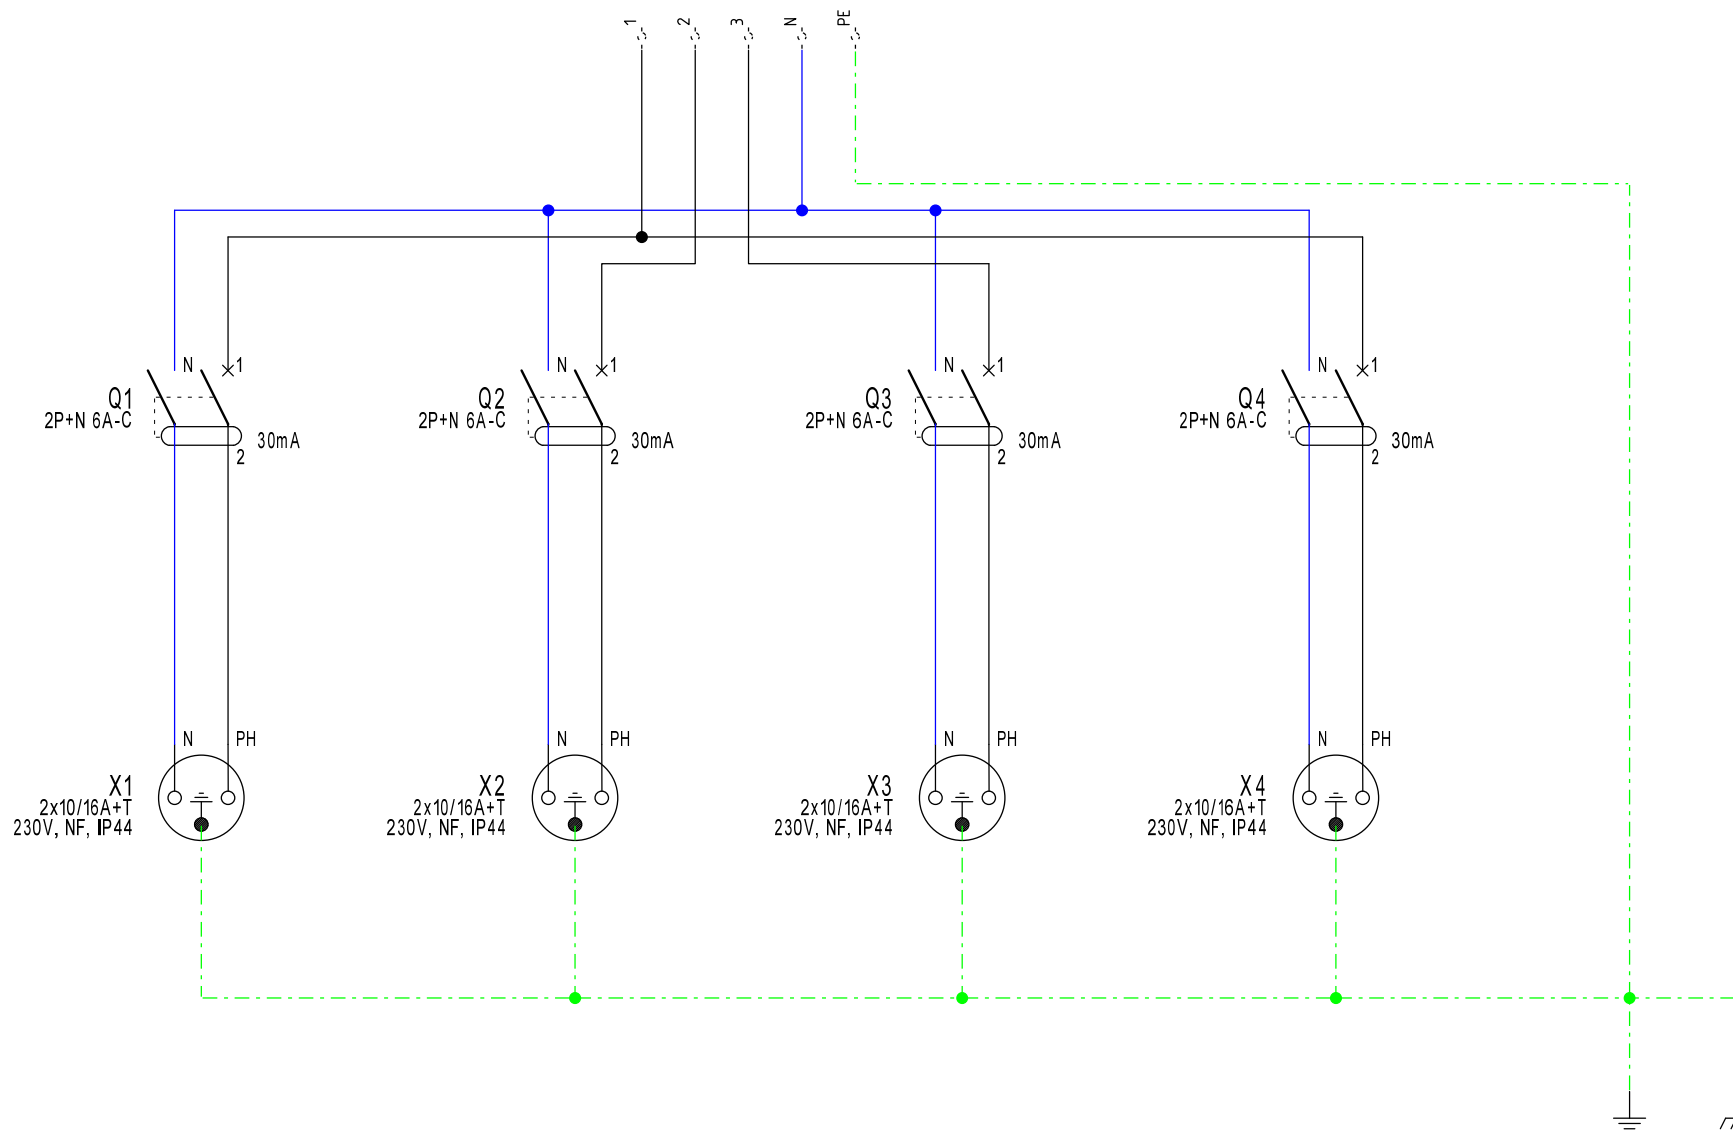 1 2 3 N PE
N 1 N 1 N 1 N 1
Q1 Q2 Q3 Q4
2P+N 6A-C 2P+N 6A-C 2P+N 6A-C 2P+N 6A-C
30mA 30mA 30mA 30mA
2 2 2 2
N PH N PH N PH N PH
X1 X2 X3 X4
2x10/16A+T 2x10/16A+T 2x10/16A+T 2x10/16A+T
230V, NF, IP44 230V, NF, IP44 230V, NF, IP44 230V, NF, IP44